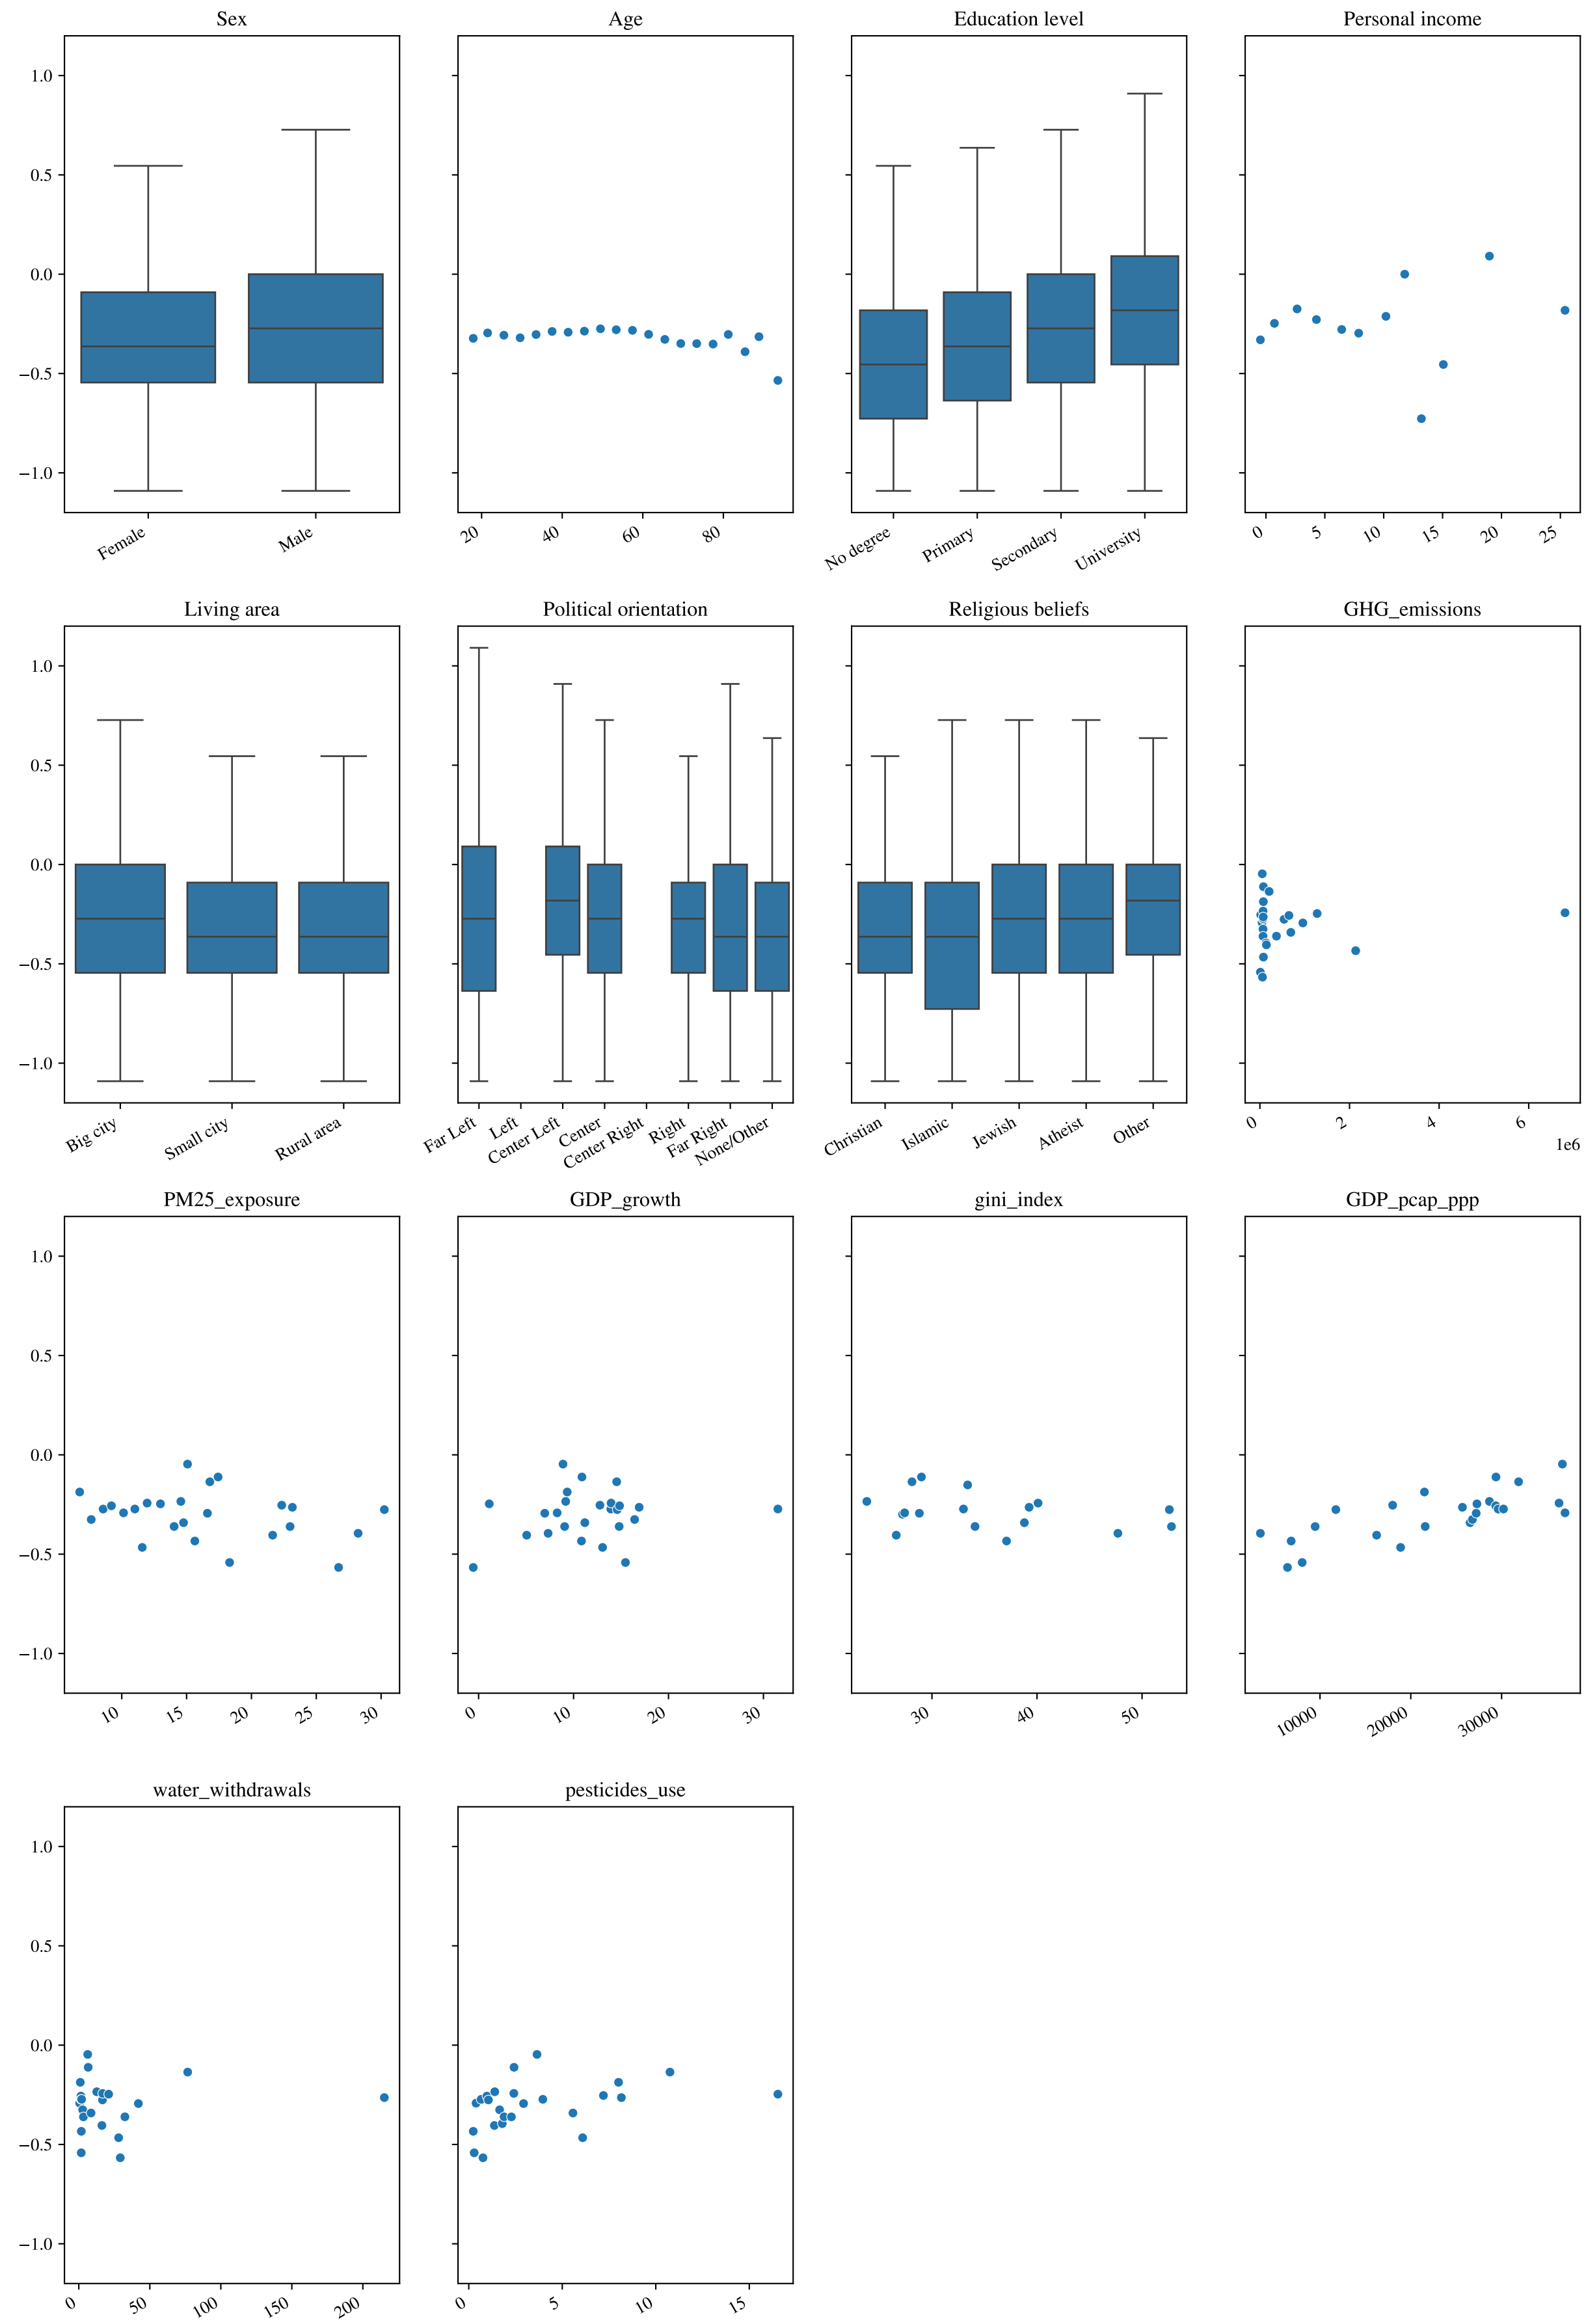 Sex Age Education level Personal income
1.0
0.5
0.0
−0.5
−1.0
Female Male 20 40 60 80 No degree Primary Secondary University 0 5 10 15 20 25
Living area Political orientation Religious beliefs GHG_emissions
1.0
0.5
0.0
−0.5
−1.0
Big city Small city Rural area Far Left Left Center Left Center Center Right Right Far Right None/Other Christian Islamic Jewish Atheist Other 0 2 4 6
1e6
PM25_exposure GDP_growth gini_index GDP_pcap_ppp
1.0
0.5
0.0
−0.5
−1.0
10 15 20 25 30 0 10 20 30 30 40 50 10000 20000 30000
water_withdrawals pesticides_use
1.0
0.5
0.0
−0.5
−1.0
0 50 100 150 200 0 5 10 15